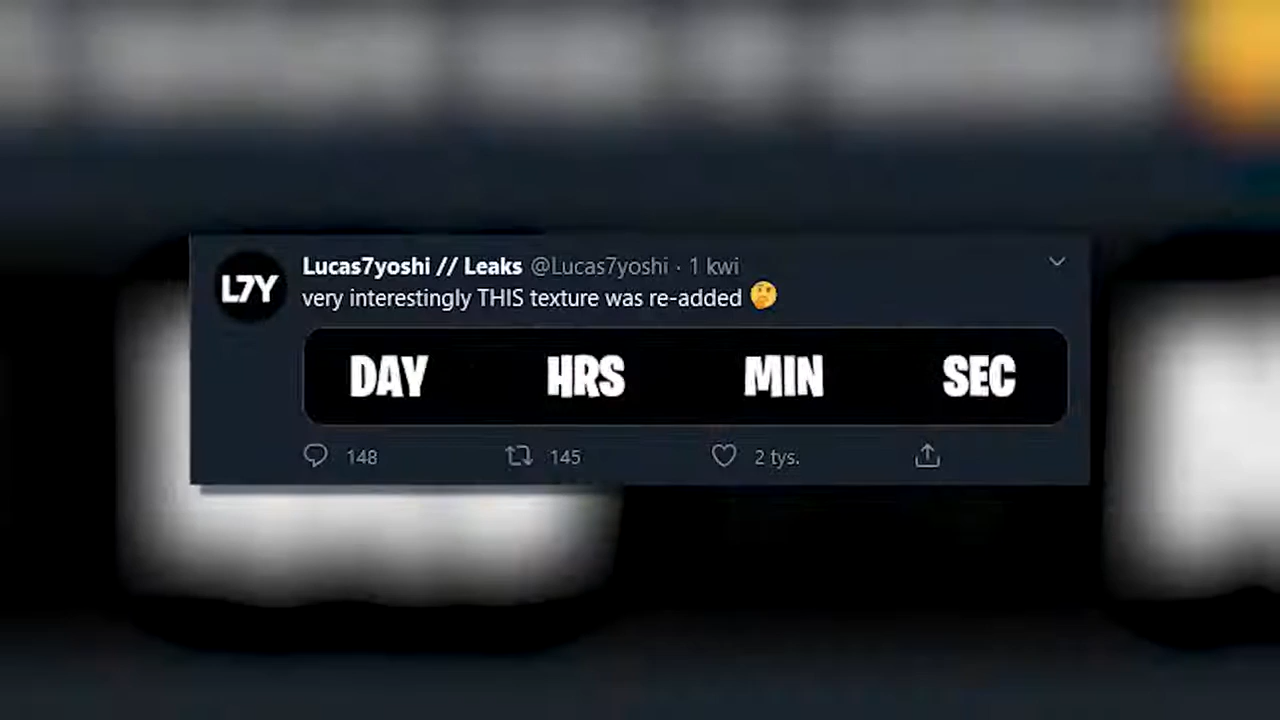 L7Y
Lucas7yoshi // Leaks @Lucas7yoshi · 1 kwi
very interestingly THIS texture was re-added 🤔
DAY HRS MIN SEC
148 145 2 tys.